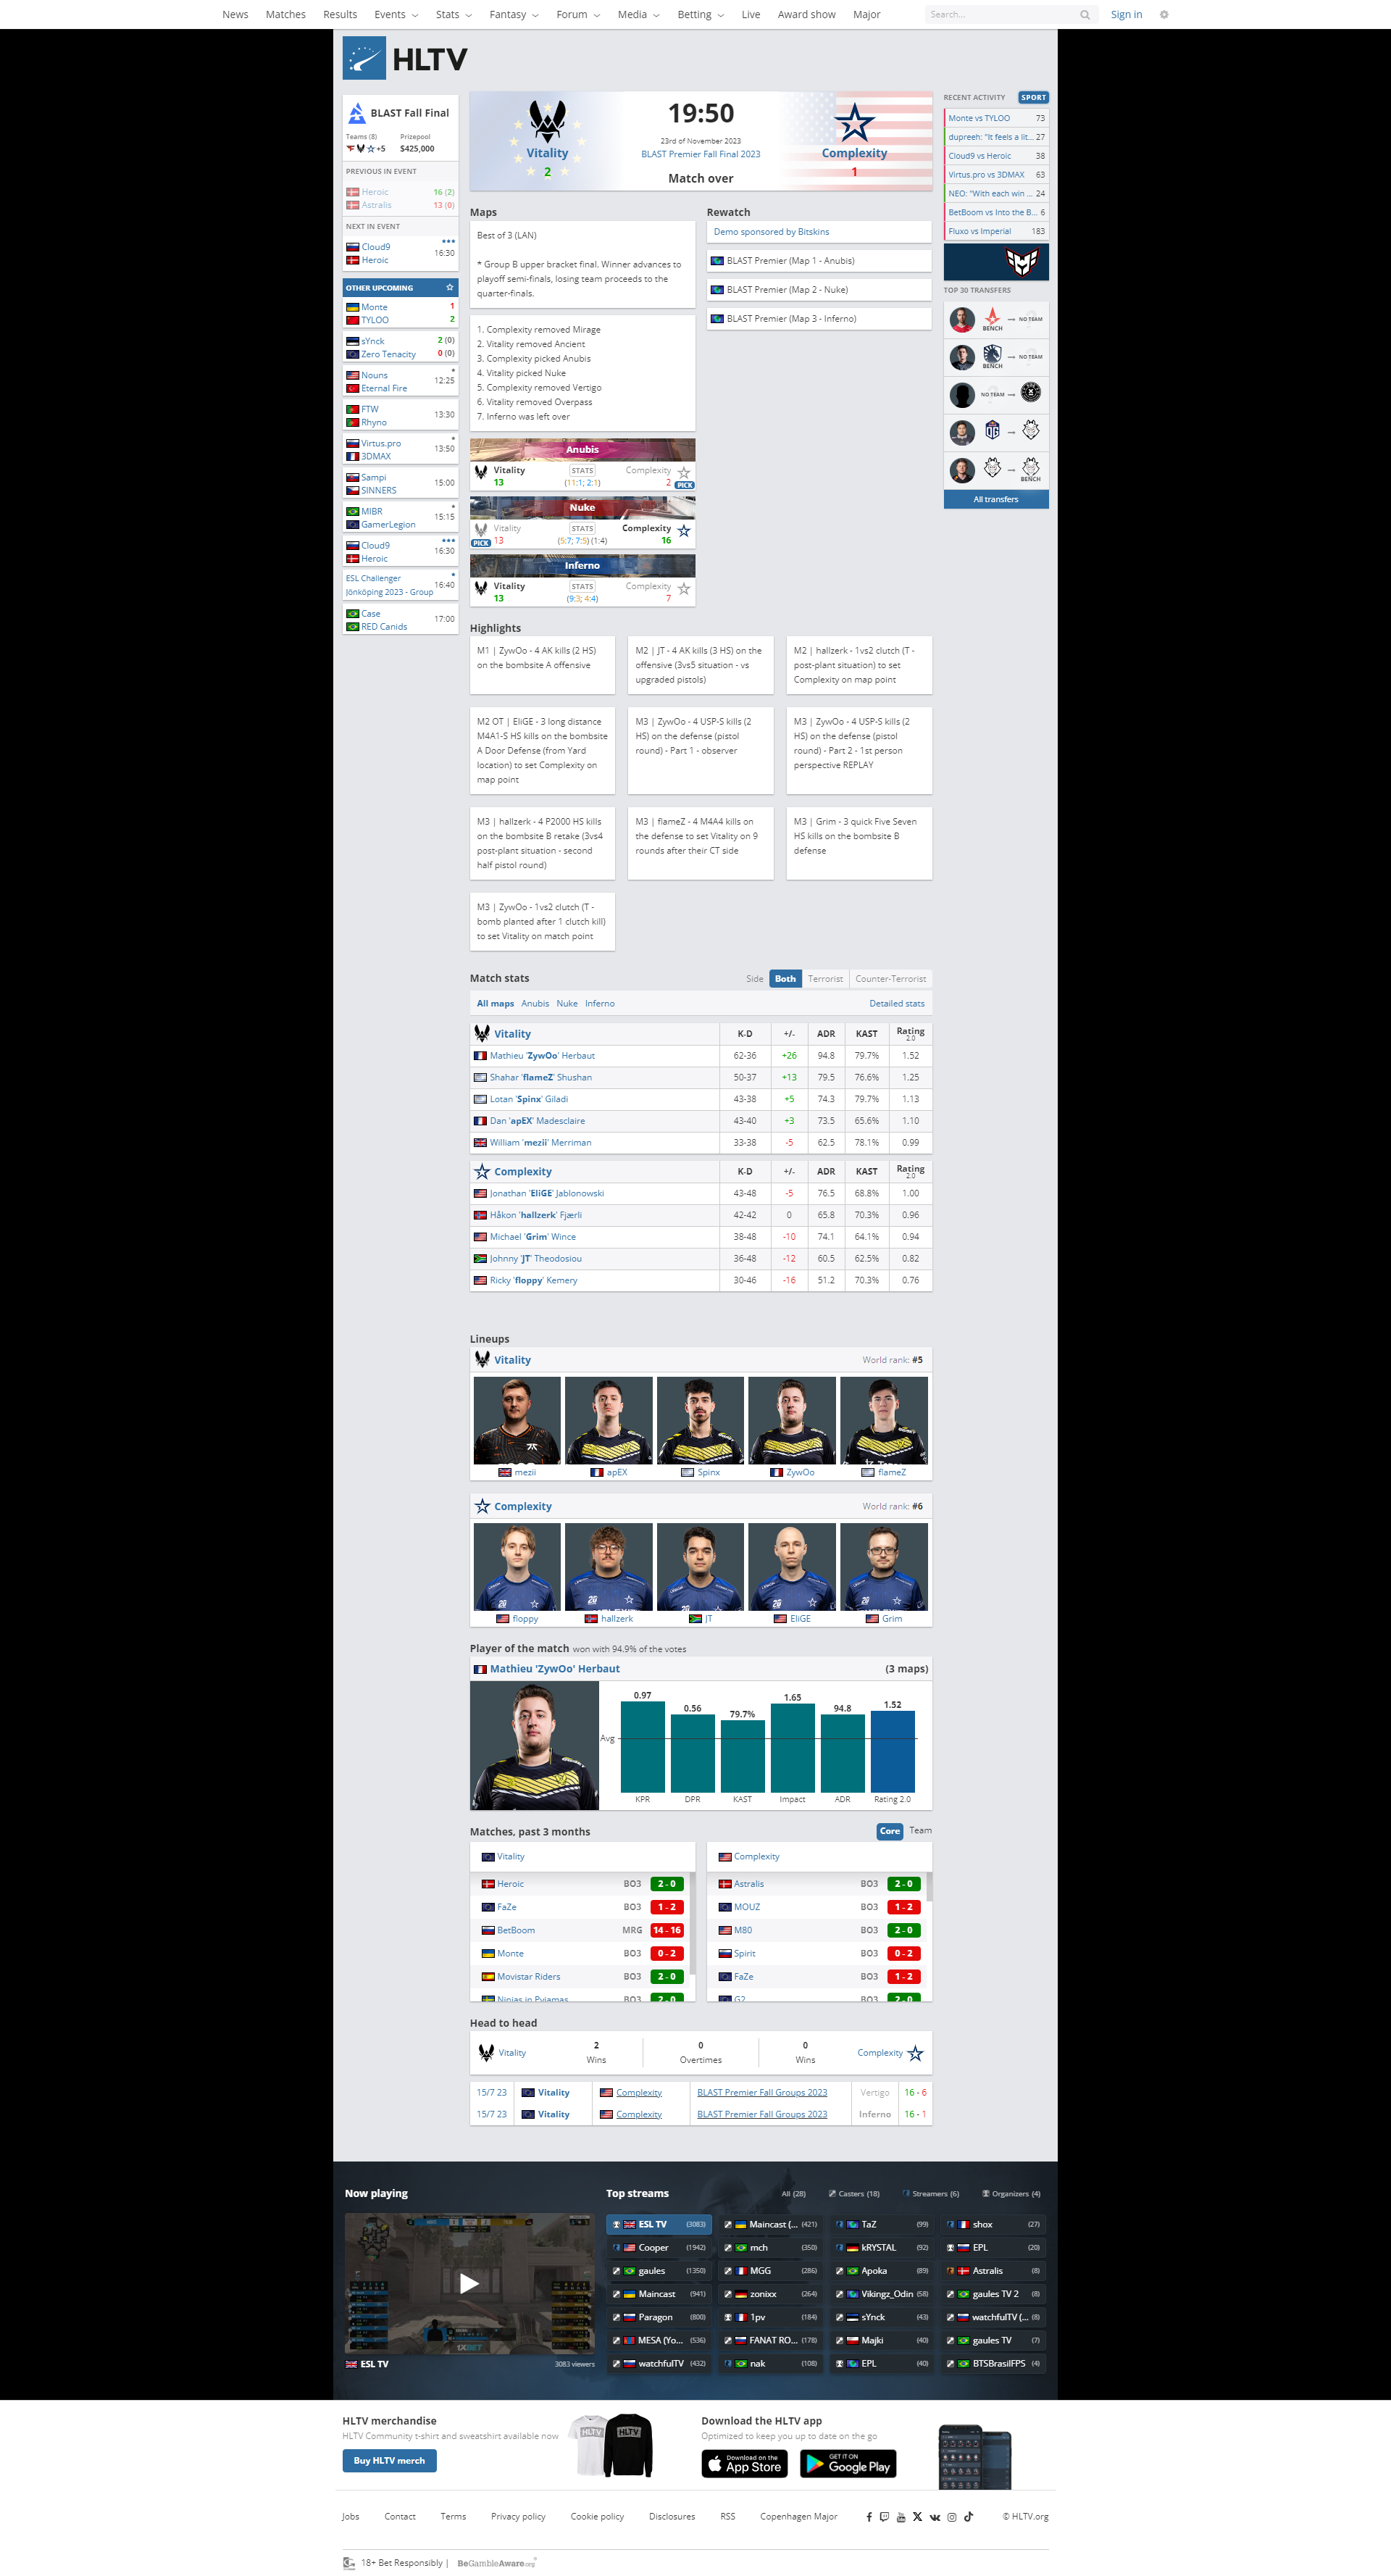 News Matches Results Events Stats Fantasy Forum Media Betting Live Award show Major Search... Sign in
HLTV
BLAST Fall Final
Teams (8) Prizepool
+5 $425,000
PREVIOUS IN EVENT
Heroic 16 (2)
Astralis 13 (0)
NEXT IN EVENT
Cloud9
Heroic
16:30
OTHER UPCOMING
Monte 1
TYLOO 2
sYnck 2 (0)
Zero Tenacity 0 (0)
Nouns
Eternal Fire
12:25
FTW
Rhyno
13:30
Virtus.pro
3DMAX
13:50
Sampi
SINNERS
15:00
MIBR
GamerLegion
15:15
Cloud9
Heroic
16:30
ESL Challenger
Jönköping 2023 - Group
16:40
Case
RED Canids
17:00
Vitality
2
19:50
23rd of November 2023
BLAST Premier Fall Final 2023
Match over
Complexity
1
Maps
Best of 3 (LAN)
* Group B upper bracket final. Winner advances to
playoff semi-finals, losing team proceeds to the
quarter-finals.
1. Complexity removed Mirage
2. Vitality removed Ancient
3. Complexity picked Anubis
4. Vitality picked Nuke
5. Complexity removed Vertigo
6. Vitality removed Overpass
7. Inferno was left over
Anubis
Vitality STATS Complexity
13 (11:1; 2:1) 2 PICK
Nuke
Vitality STATS Complexity
PICK 13 (5:7; 7:5) (1:4) 16
Inferno
Vitality STATS Complexity
13 (9:3; 4:4) 7
Rewatch
Demo sponsored by Bitskins
BLAST Premier (Map 1 - Anubis)
BLAST Premier (Map 2 - Nuke)
BLAST Premier (Map 3 - Inferno)
Highlights
M1 | ZywOo - 4 AK kills (2 HS)
on the bombsite A offensive
M2 | JT - 4 AK kills (3 HS) on the
offensive (3vs5 situation - vs
upgraded pistols)
M2 | hallzerk - 1vs2 clutch (T -
post-plant situation) to set
Complexity on map point
M2 OT | EliGE - 3 long distance
M4A1-S HS kills on the bombsite
A Door Defense (from Yard
location) to set Complexity on
map point
M3 | ZywOo - 4 USP-S kills (2
HS) on the defense (pistol
round) - Part 1 - observer
M3 | ZywOo - 4 USP-S kills (2
HS) on the defense (pistol
round) - Part 2 - 1st person
perspective REPLAY
M3 | hallzerk - 4 P2000 HS kills
on the bombsite B retake (3vs4
post-plant situation - second
half pistol round)
M3 | flameZ - 4 M4A4 kills on
the defense to set Vitality on 9
rounds after their CT side
M3 | Grim - 3 quick Five Seven
HS kills on the bombsite B
defense
M3 | ZywOo - 1vs2 clutch (T -
bomb planted after 1 clutch kill)
to set Vitality on match point
Match stats Side Both Terrorist Counter-Terrorist
All maps Anubis Nuke Inferno Detailed stats
Vitality K-D +/- ADR KAST Rating 2.0
Mathieu 'ZywOo' Herbaut 62-36 +26 94.8 79.7% 1.52
Shahar 'flameZ' Shushan 50-37 +13 79.5 76.6% 1.25
Lotan 'Spinx' Giladi 43-38 +5 74.3 79.7% 1.13
Dan 'apEX' Madesclaire 43-40 +3 73.5 65.6% 1.10
William 'mezii' Merriman 33-38 -5 62.5 78.1% 0.99
Complexity K-D +/- ADR KAST Rating 2.0
Jonathan 'EliGE' Jablonowski 43-48 -5 76.5 68.8% 1.00
Håkon 'hallzerk' Fjærli 42-42 0 65.8 70.3% 0.96
Michael 'Grim' Wince 38-48 -10 74.1 64.1% 0.94
Johnny 'JT' Theodosiou 36-48 -12 60.5 62.5% 0.82
Ricky 'floppy' Kemery 30-46 -16 51.2 70.3% 0.76
Lineups
Vitality World rank: #5
mezii apEX Spinx ZywOo flameZ
Complexity World rank: #6
floppy hallzerk JT EliGE Grim
Player of the match won with 94.9% of the votes
Mathieu 'ZywOo' Herbaut (3 maps)
0.97 0.56 79.7% 1.65 94.8 1.52
Avg
KPR DPR KAST Impact ADR Rating 2.0
Matches, past 3 months Core Team
Vitality
Heroic BO3 2 - 0
FaZe BO3 1 - 2
BetBoom MRG 14 - 16
Monte BO3 0 - 2
Movistar Riders BO3 2 - 0
Ninjas in Pyjamas BO3 2 - 0
Complexity
Astralis BO3 2 - 0
MOUZ BO3 1 - 2
M80 BO3 2 - 0
Spirit BO3 0 - 2
FaZe BO3 1 - 2
G2 BO3 2 - 0
Head to head
Vitality 2 0 0 Complexity
Wins Overtimes Wins
15/7 23 Vitality Complexity BLAST Premier Fall Groups 2023 Vertigo 16 - 6
15/7 23 Vitality Complexity BLAST Premier Fall Groups 2023 Inferno 16 - 1
RECENT ACTIVITY SPORT
Monte vs TYLOO 73
dupreeh: "It feels a lit... 27
Cloud9 vs Heroic 38
Virtus.pro vs 3DMAX 63
NEO: "With each win ... 24
BetBoom vs Into the B... 6
Fluxo vs Imperial 183
TOP 30 TRANSFERS
BENCH NO TEAM
BENCH NO TEAM
NO TEAM
OG
BENCH
All transfers
Now playing
1XBET
ESL TV 3083 viewers
Top streams All (28) Casters (18) Streamers (6) Organizers (4)
ESL TV (3083) Maincast (... (421) TaZ (99) shox (27)
Cooper (1942) mch (350) kRYSTAL (92) EPL (20)
gaules (1350) MGG (286) Apoka (89) Astralis (8)
Maincast (941) zonixx (264) Vikingz_Odin (58) gaules TV 2 (8)
Paragon (800) 1pv (184) sYnck (43) watchfulTV (... (8)
MESA (Yo... (536) FANAT RO... (178) Majki (40) gaules TV (7)
watchfulTV (432) nak (108) EPL (40) BTSBrasilFPS (4)
HLTV merchandise
HLTV Community t-shirt and sweatshirt available now
Buy HLTV merch
HLTV HLTV
Download the HLTV app
Optimized to keep you up to date on the go
Download on the App Store
GET IT ON Google Play
Jobs Contact Terms Privacy policy Cookie policy Disclosures RSS Copenhagen Major © HLTV.org
18+ Bet Responsibly | BeGambleAware.org